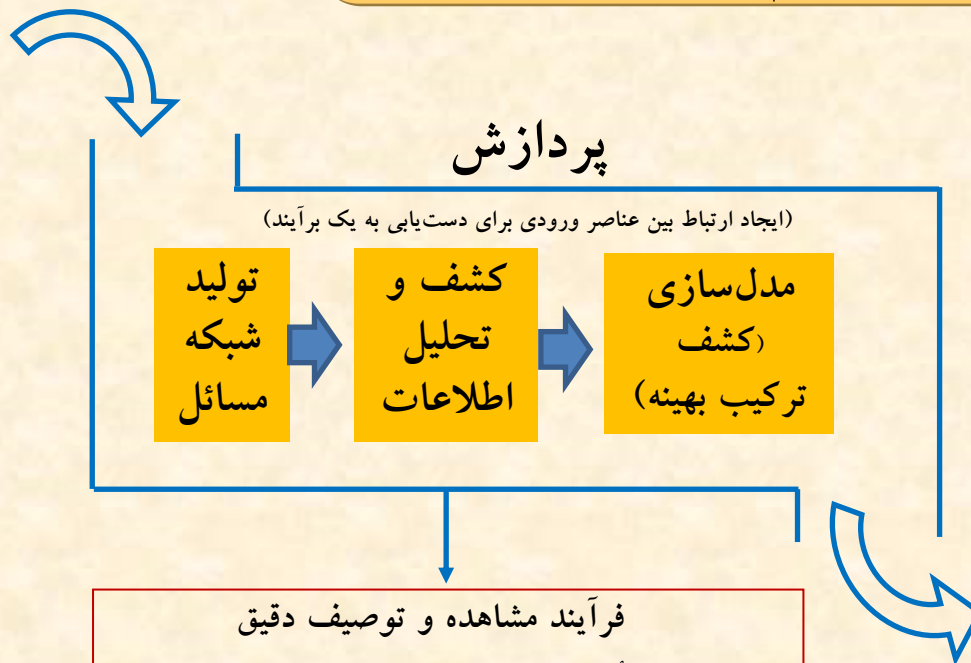 پردازش
(ایجاد ارتباط بین عناصر ورودی برای دست‌یابی به یک برآیند)
تولید
شبکه
مسائل
کشف و
تحلیل
اطلاعات
مدل‌سازی
(کشف
ترکیب بهینه)
فرآیند مشاهده و توصیف دقیق